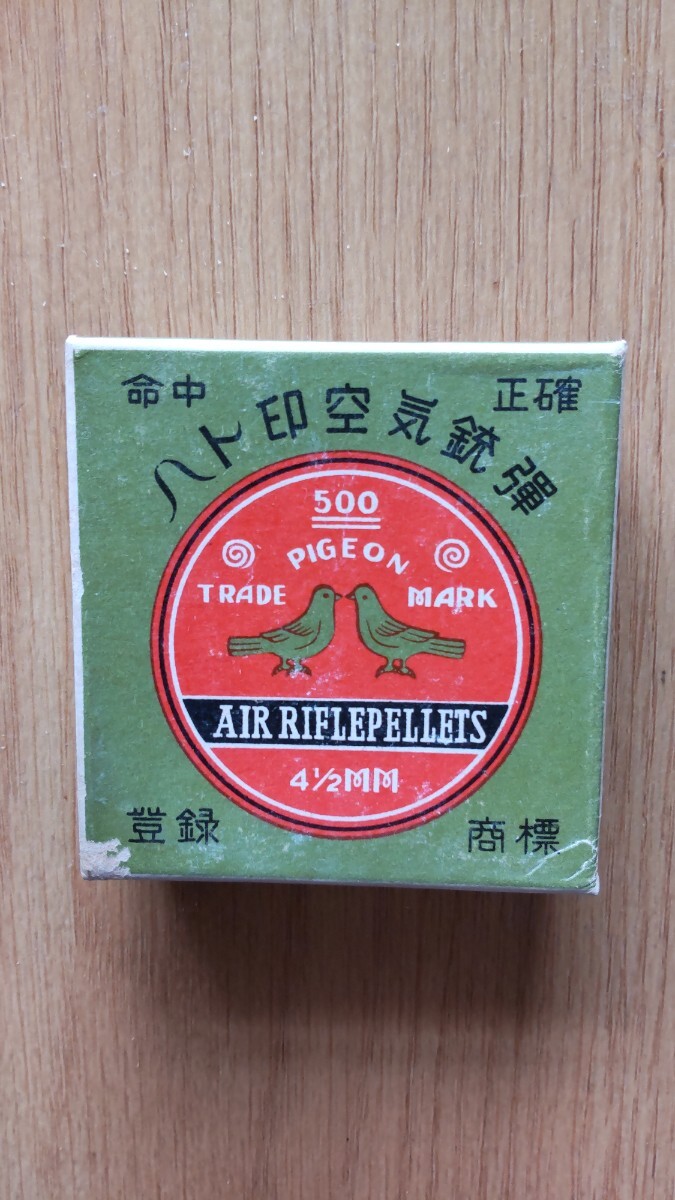 命中 正確
ハト印空気銃彈
500
PIGEON
TRADE MARK
AIR RIFLEPELLETS
4½MM
登録 商標